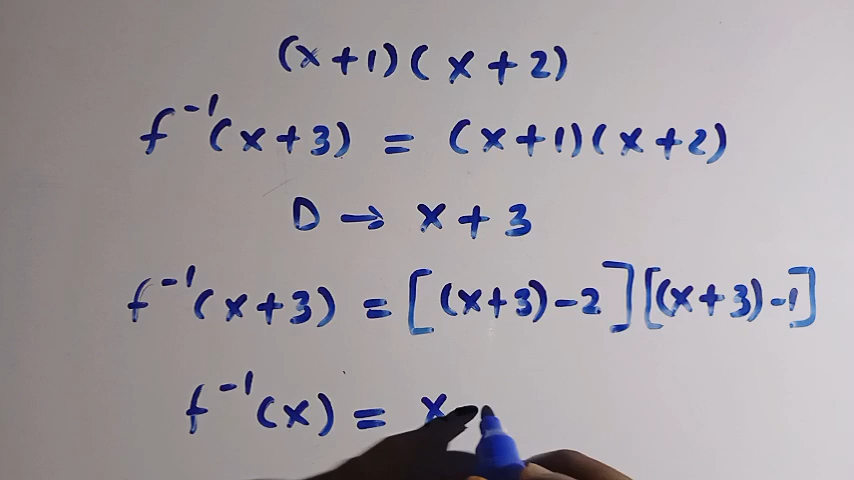 (x+1)(x+2)
f⁻¹(x+3) = (x+1)(x+2)
D → x+3
f⁻¹(x+3) = [(x+3)-2][(x+3)-1]
f⁻¹(x) = x